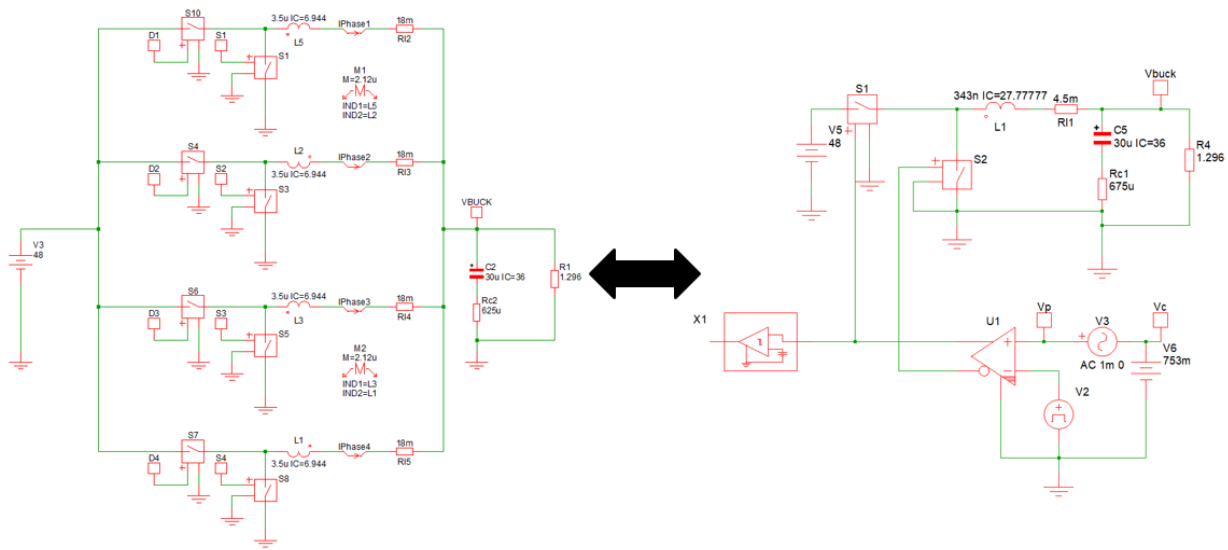 S10
3.5u IC=6.944
IPhase1
18m
D1
S1
L5
Rl2
S1
M1
M=2.12u
IND1=L5
IND2=L2
S4
L2
IPhase2
18m
D2
S2
3.5u IC=6.944
Rl3
S3
VBUCK
V3
48
C2
30u IC=36
R1
1.296
Rc2
625u
S6
3.5u IC=6.944
IPhase3
18m
D3
S3
L3
Rl4
S5
M2
M=2.12u
IND1=L3
IND2=L1
S7
L1
IPhase4
18m
D4
S4
3.5u IC=6.944
Rl5
S8
Vbuck
S1
343n IC=27.77777
4.5m
L1
Rl1
V5
48
C5
30u IC=36
R4
1.296
S2
Rc1
675u
X1
U1
Vp
V3
Vc
AC 1m 0
V6
753m
V2